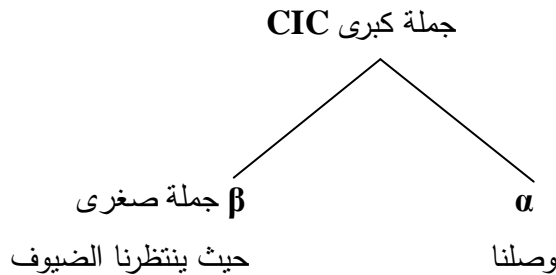 جملة كبرى CIC
α
β جملة صغرى
وصلنا
حيث ينتظرنا الضيوف